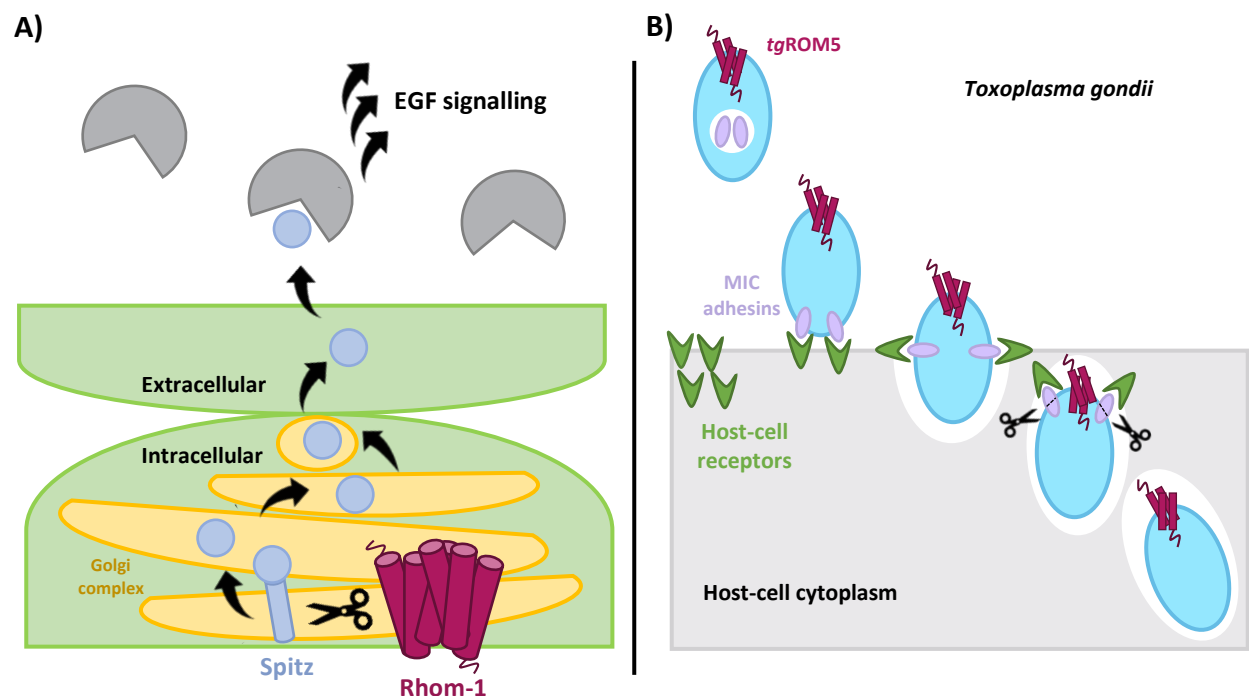 A)
EGF signalling
Extracellular
Intracellular
Golgi
complex
Spitz
Rhom-1
B)
tgROM5
Toxoplasma gondii
MIC
adhesins
Host-cell
receptors
Host-cell cytoplasm